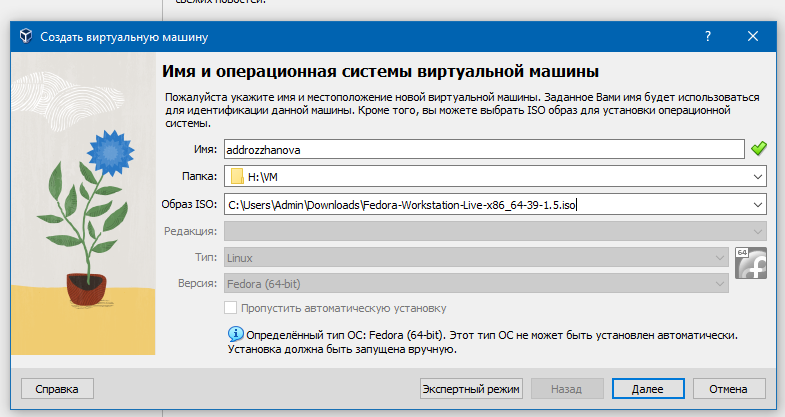 свежих новостей.
Создать виртуальную машину
?
Имя и операционная системы виртуальной машины
Пожалуйста укажите имя и местоположение новой виртуальной машины. Заданное Вами имя будет использоваться
для идентификации данной машины. Кроме того, вы можете выбрать ISO образ для установки операционной
системы.
Имя: addrozzhanova
Папка: H:\VM
Образ ISO: C:\Users\Admin\Downloads\Fedora-Workstation-Live-x86_64-39-1.5.iso
Редакция:
Тип: Linux
64
Версия: Fedora (64-bit)
Пропустить автоматическую установку
Определённый тип ОС: Fedora (64-bit). Этот тип ОС не может быть установлен автоматически.
Установка должна быть запущена вручную.
Справка Экспертный режим Назад Далее Отмена